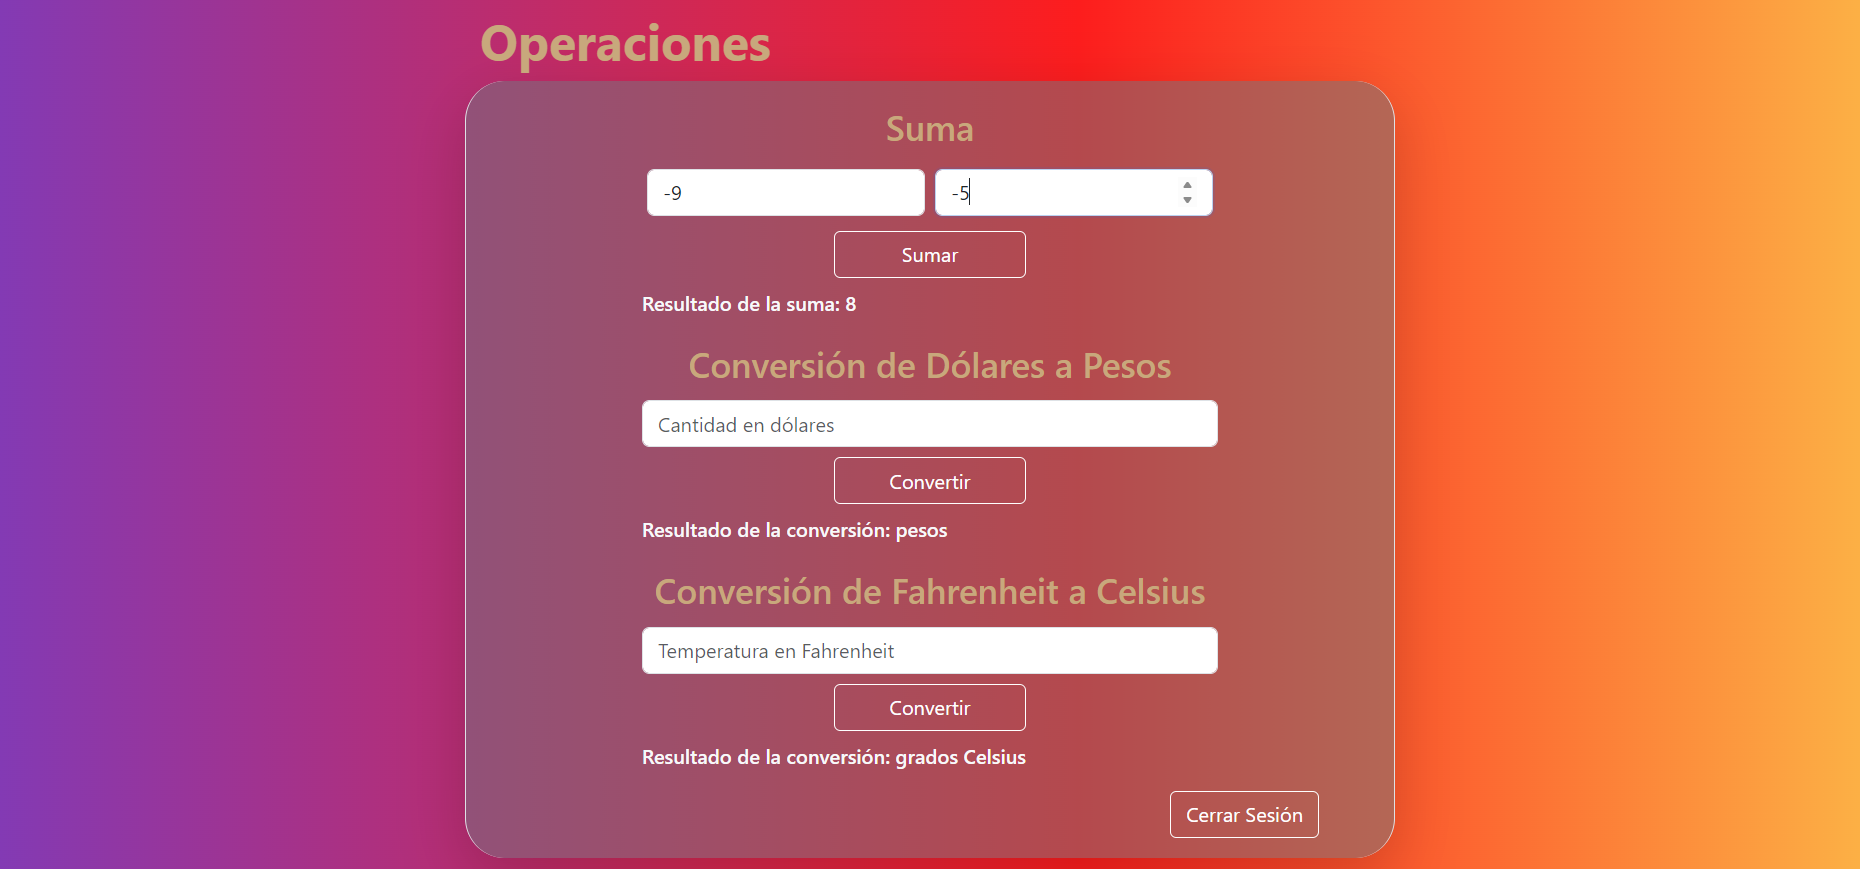 Operaciones
Suma
-9 -5
Sumar
Resultado de la suma: 8
Conversión de Dólares a Pesos
Cantidad en dólares
Convertir
Resultado de la conversión: pesos
Conversión de Fahrenheit a Celsius
Temperatura en Fahrenheit
Convertir
Resultado de la conversión: grados Celsius
Cerrar Sesión